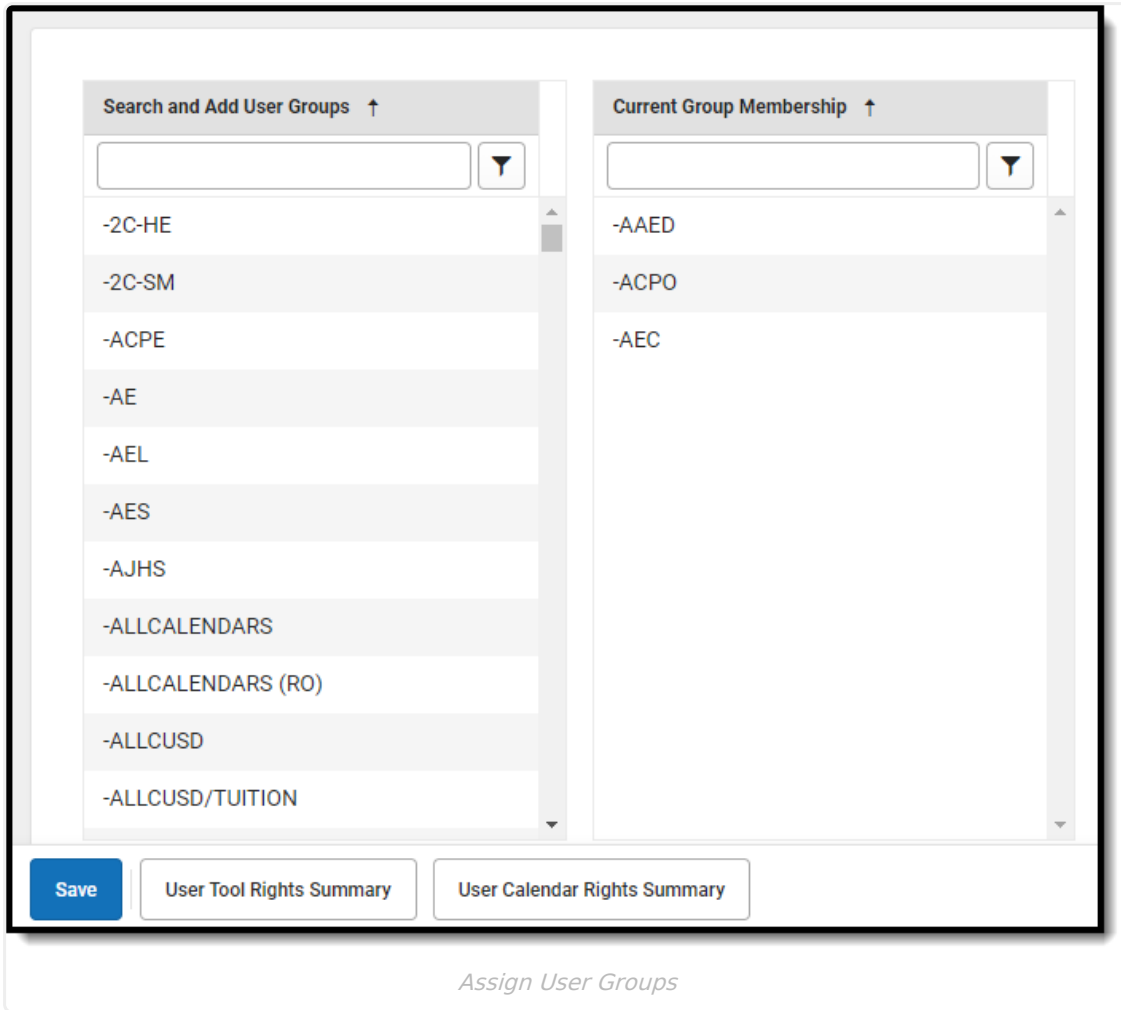 Search and Add User Groups ↑
-2C-HE
-2C-SM
-ACPE
-AE
-AEL
-AES
-AJHS
-ALLCALENDARS
-ALLCALENDARS (RO)
-ALLCUSD
-ALLCUSD/TUITION
Current Group Membership ↑
-AAED
-ACPO
-AEC
Save
User Tool Rights Summary
User Calendar Rights Summary
Assign User Groups